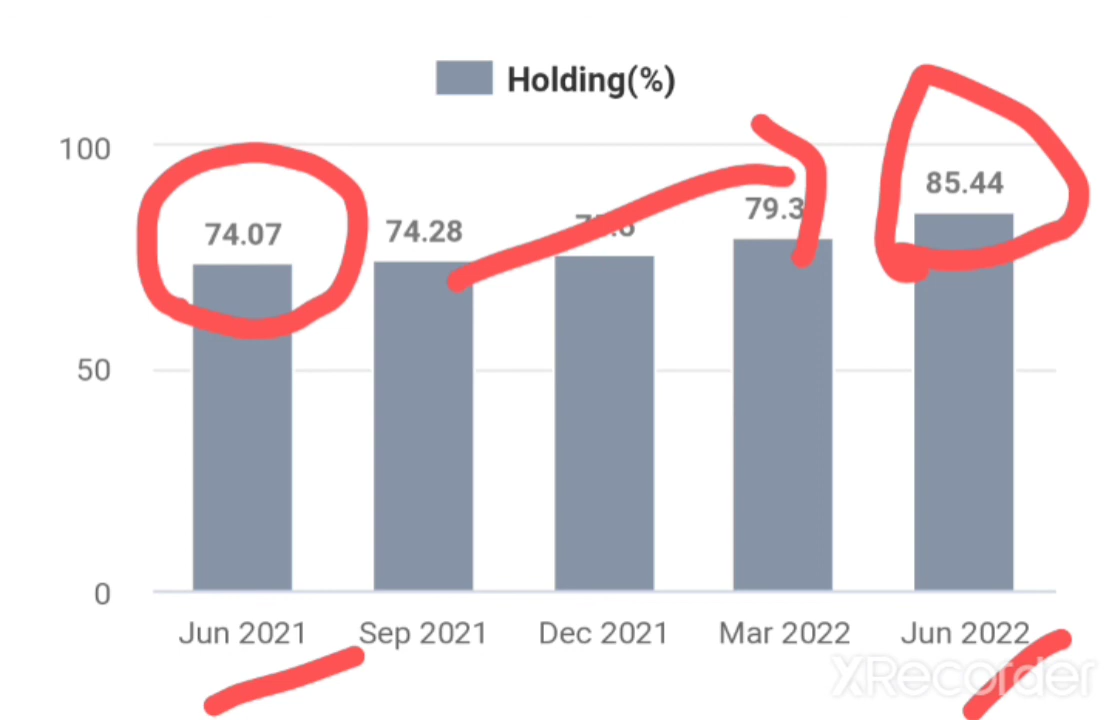 Holding(%)
100
85.44
79.3
74.07
74.28
50
0
Jun 2021
Sep 2021
Dec 2021
Mar 2022
Jun 2022
XRecorder